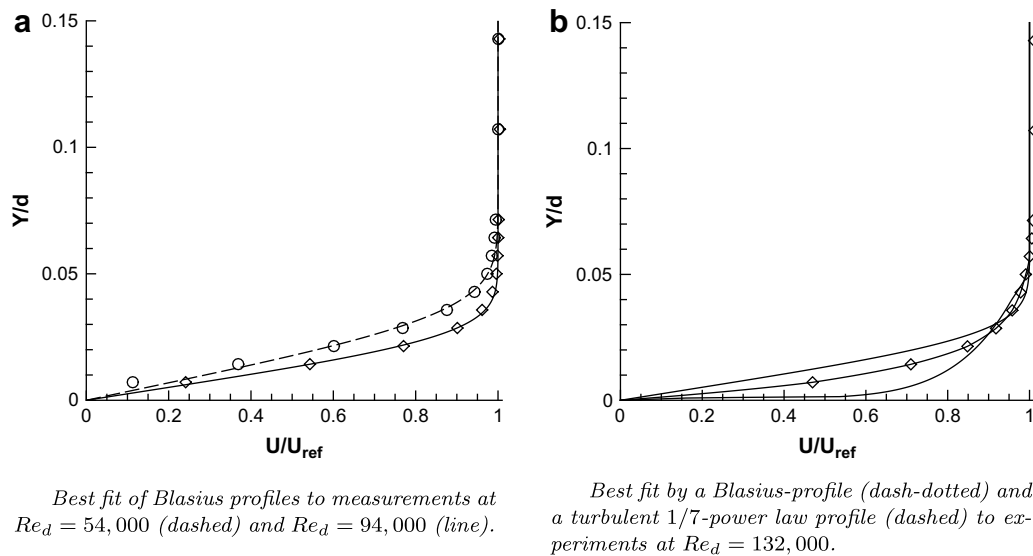 a
0.15
0.1
0.05
0
Y/d
0 0.2 0.4 0.6 0.8 1
U/U_ref
Best fit of Blasius profiles to measurements at
Re_d = 54,000 (dashed) and Re_d = 94,000 (line).
b
0.15
0.1
0.05
0
Y/d
0 0.2 0.4 0.6 0.8 1
U/U_ref
Best fit by a Blasius-profile (dash-dotted) and
a turbulent 1/7-power law profile (dashed) to ex-
periments at Re_d = 132,000.